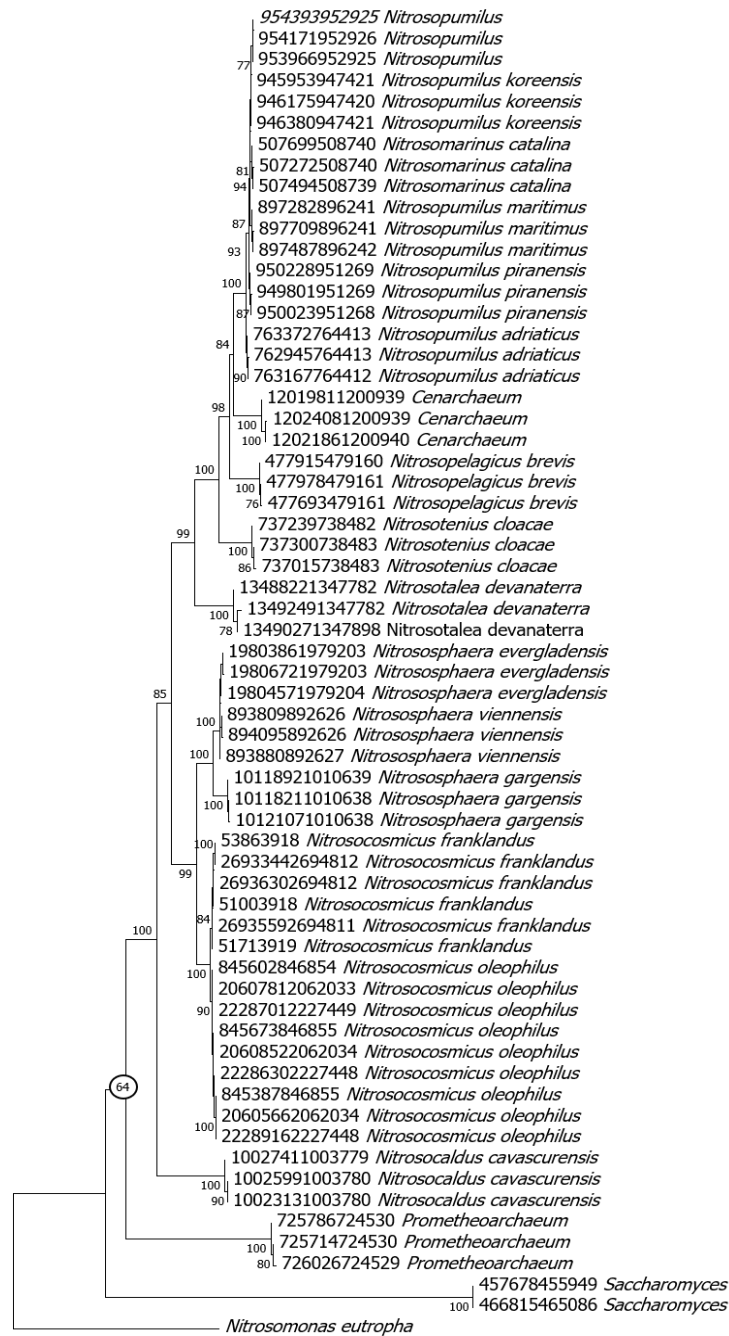 954393952925 Nitrosopumilus
954171952926 Nitrosopumilus
953966952925 Nitrosopumilus
77
945953947421 Nitrosopumilus koreensis
946175947420 Nitrosopumilus koreensis
946380947421 Nitrosopumilus koreensis
507699508740 Nitrosomarinus catalina
81
507272508740 Nitrosomarinus catalina
94
507494508739 Nitrosomarinus catalina
897282896241 Nitrosopumilus maritimus
87
897709896241 Nitrosopumilus maritimus
93
897487896242 Nitrosopumilus maritimus
950228951269 Nitrosopumilus piranensis
100
949801951269 Nitrosopumilus piranensis
87
950023951268 Nitrosopumilus piranensis
763372764413 Nitrosopumilus adriaticus
84
762945764413 Nitrosopumilus adriaticus
90
763167764412 Nitrosopumilus adriaticus
12019811200939 Cenarchaeum
98
12024081200939 Cenarchaeum
100
12021861200940 Cenarchaeum
100
477915479160 Nitrosopelagicus brevis
100
477978479161 Nitrosopelagicus brevis
100
477693479161 Nitrosopelagicus brevis
76
737239738482 Nitrosotenius cloacae
99
737300738483 Nitrosotenius cloacae
100
737015738483 Nitrosotenius cloacae
86
13488221347782 Nitrosotalea devanaterra
13492491347782 Nitrosotalea devanaterra
100
13490271347898 Nitrosotalea devanaterra
78
19803861979203 Nitrososphaera evergladensis
19806721979203 Nitrososphaera evergladensis
19804571979204 Nitrososphaera evergladensis
85
893809892626 Nitrososphaera viennensis
100
894095892626 Nitrososphaera viennensis
893880892627 Nitrososphaera viennensis
100
10118921010639 Nitrososphaera gargensis
10118211010638 Nitrososphaera gargensis
100
10121071010638 Nitrososphaera gargensis
53863918 Nitrosocosmicus franklandus
100
26933442694812 Nitrosocosmicus franklandus
99
26936302694812 Nitrosocosmicus franklandus
51003918 Nitrosocosmicus franklandus
84
26935592694811 Nitrosocosmicus franklandus
100
51713919 Nitrosocosmicus franklandus
845602846854 Nitrosocosmicus oleophilus
100
20607812062033 Nitrosocosmicus oleophilus
22287012227449 Nitrosocosmicus oleophilus
90
845673846855 Nitrosocosmicus oleophilus
20608522062034 Nitrosocosmicus oleophilus
22286302227448 Nitrosocosmicus oleophilus
64
845387846855 Nitrosocosmicus oleophilus
20605662062034 Nitrosocosmicus oleophilus
100
22289162227448 Nitrosocosmicus oleophilus
10027411003779 Nitrosocaldus cavascurensis
10025991003780 Nitrosocaldus cavascurensis
100
10023131003780 Nitrosocaldus cavascurensis
90
725786724530 Prometheoarchaeum
725714724530 Prometheoarchaeum
100
726026724529 Prometheoarchaeum
80
457678455949 Saccharomyces
466815465086 Saccharomyces
100
Nitrosomonas eutropha